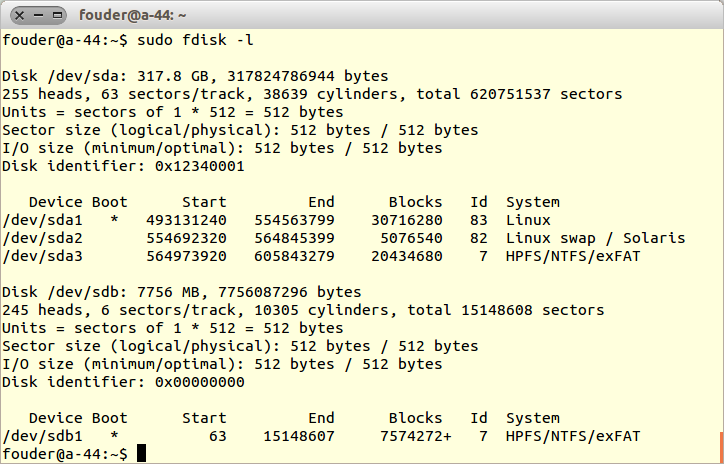 fouder@a-44: ~
fouder@a-44:~$ sudo fdisk -l
Disk /dev/sda: 317.8 GB, 317824786944 bytes
255 heads, 63 sectors/track, 38639 cylinders, total 620751537 sectors
Units = sectors of 1 * 512 = 512 bytes
Sector size (logical/physical): 512 bytes / 512 bytes
I/O size (minimum/optimal): 512 bytes / 512 bytes
Disk identifier: 0x12340001
   Device Boot      Start         End      Blocks   Id  System
/dev/sda1   *   493131240   554563799    30716280   83  Linux
/dev/sda2       554692320   564845399     5076540   82  Linux swap / Solaris
/dev/sda3       564973920   605843279    20434680    7  HPFS/NTFS/exFAT
Disk /dev/sdb: 7756 MB, 7756087296 bytes
245 heads, 6 sectors/track, 10305 cylinders, total 15148608 sectors
Units = sectors of 1 * 512 = 512 bytes
Sector size (logical/physical): 512 bytes / 512 bytes
I/O size (minimum/optimal): 512 bytes / 512 bytes
Disk identifier: 0x00000000
   Device Boot      Start         End      Blocks   Id  System
/dev/sdb1   *          63    15148607     7574272+   7  HPFS/NTFS/exFAT
fouder@a-44:~$